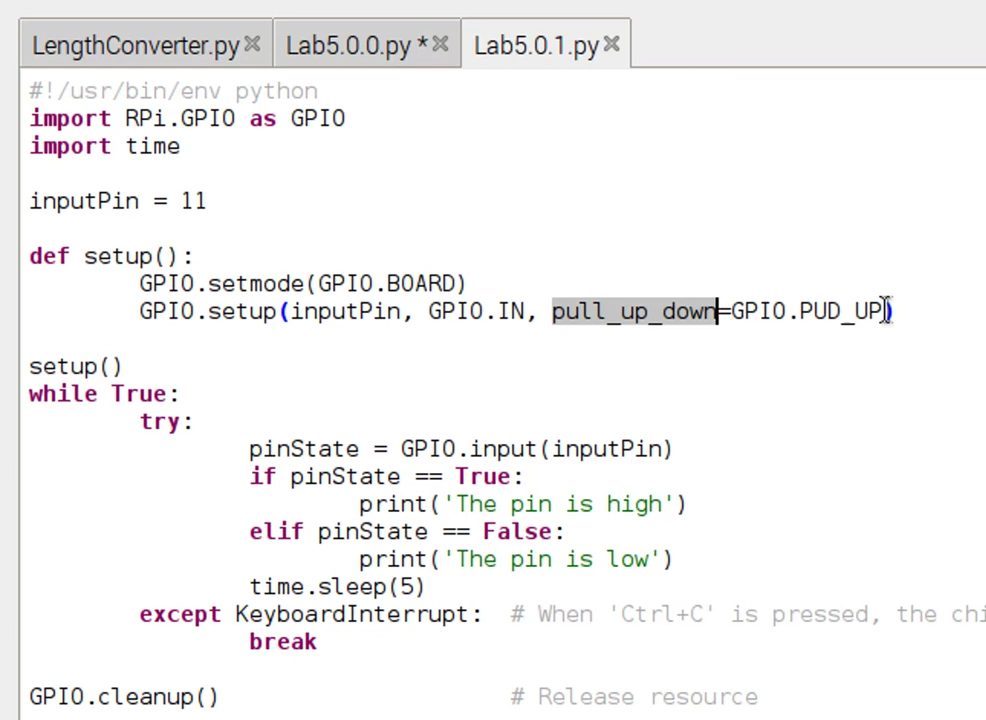 LengthConverter.py Lab5.0.0.py * Lab5.0.1.py
#!/usr/bin/env python
import RPi.GPIO as GPIO
import time
inputPin = 11
def setup():
GPIO.setmode(GPIO.BOARD)
GPIO.setup(inputPin, GPIO.IN, pull_up_down=GPIO.PUD_UP)
setup()
while True:
try:
pinState = GPIO.input(inputPin)
if pinState == True:
print('The pin is high')
elif pinState == False:
print('The pin is low')
time.sleep(5)
except KeyboardInterrupt: # When 'Ctrl+C' is pressed, the chi
break
GPIO.cleanup() # Release resource